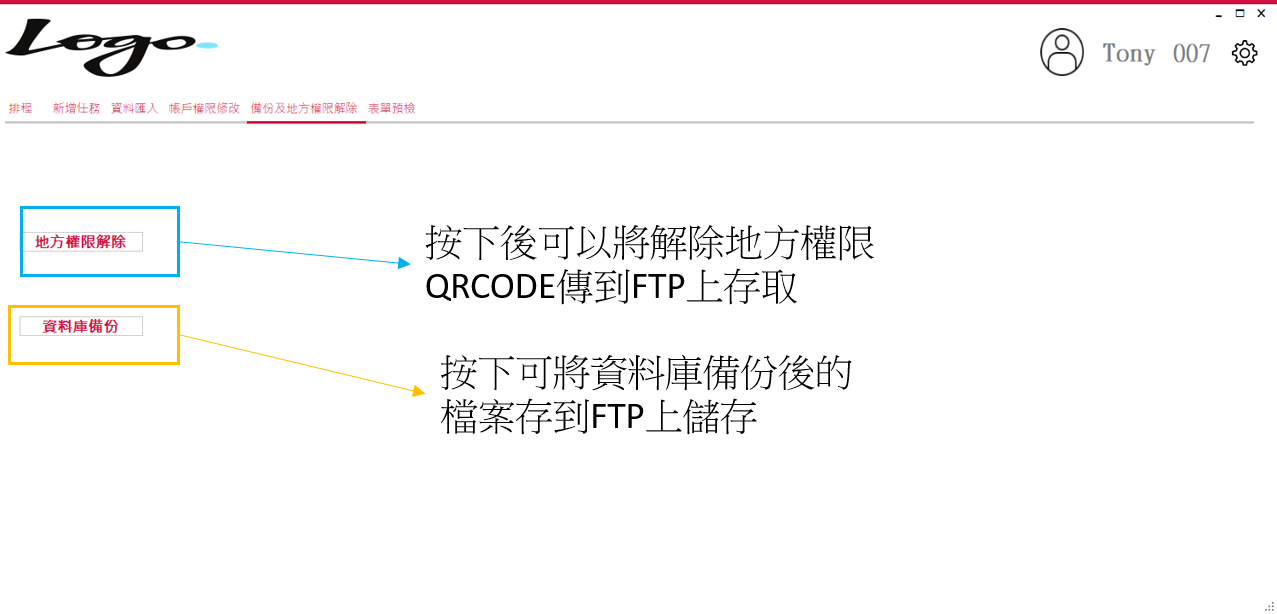 Logo
Tony 007
排程 新增任務 資料匯入 帳戶權限修改 備份及地方權限解除 表單預檢
地方權限解除
按下後可以將解除地方權限
QRCODE傳到FTP上存取
資料庫備份
按下可將資料庫備份後的
檔案存到FTP上儲存